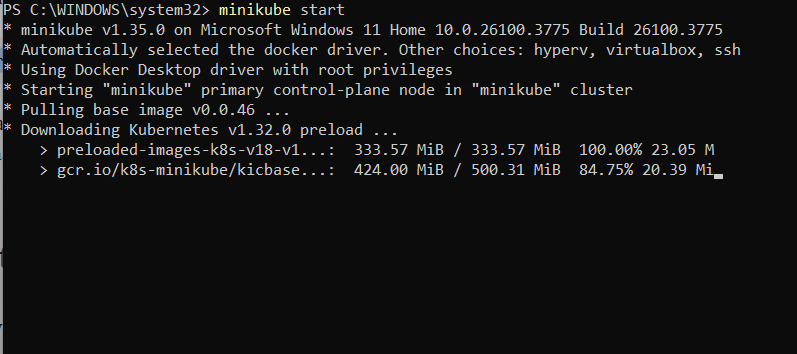 PS C:\WINDOWS\system32> minikube start
* minikube v1.35.0 on Microsoft Windows 11 Home 10.0.26100.3775 Build 26100.3775
* Automatically selected the docker driver. Other choices: hyperv, virtualbox, ssh
* Using Docker Desktop driver with root privileges
* Starting "minikube" primary control-plane node in "minikube" cluster
* Pulling base image v0.0.46 ...
* Downloading Kubernetes v1.32.0 preload ...
    > preloaded-images-k8s-v18-v1...:  333.57 MiB / 333.57 MiB  100.00% 23.05 M
    > gcr.io/k8s-minikube/kicbase...:  424.00 MiB / 500.31 MiB  84.75% 20.39 Mi